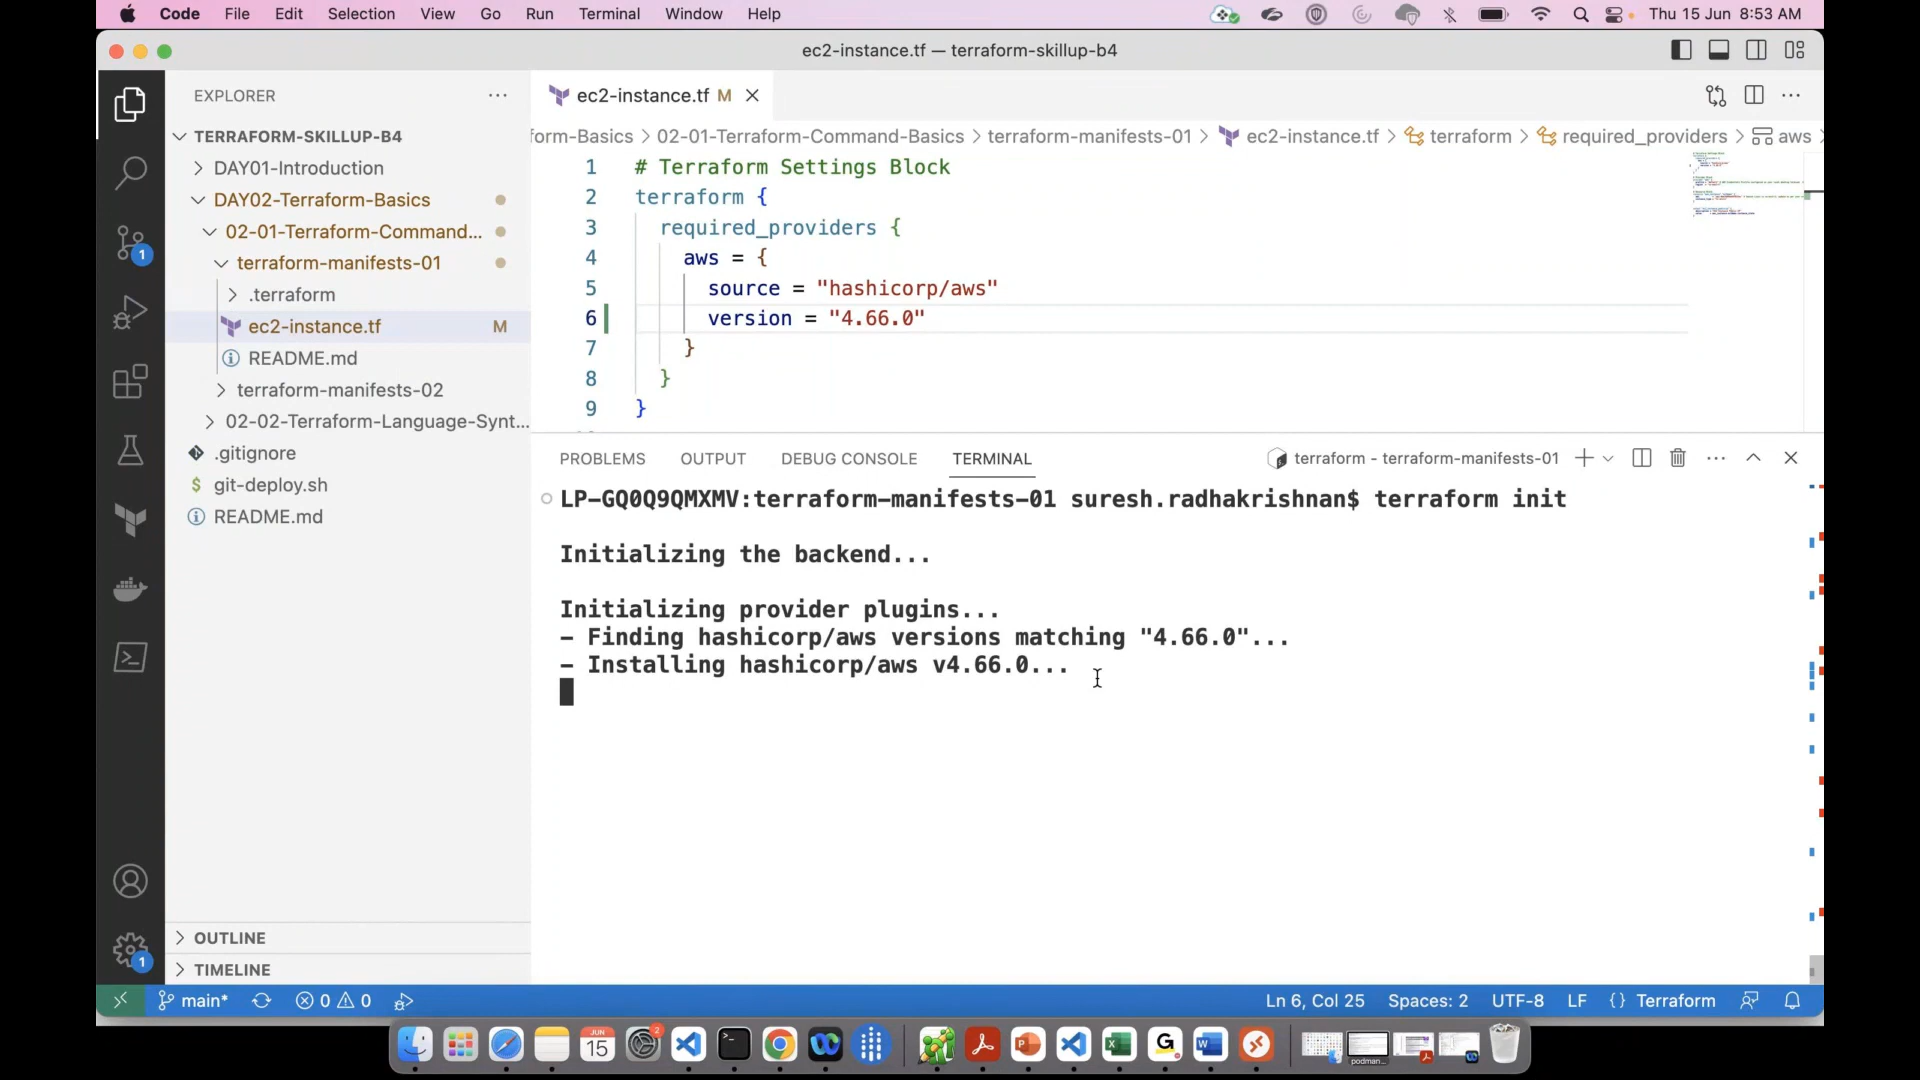 Code File Edit Selection View Go Run Terminal Window Help
Thu 15 Jun 8:53 AM
ec2-instance.tf — terraform-skillup-b4
EXPLORER
TERRAFORM-SKILLUP-B4
DAY01-Introduction
DAY02-Terraform-Basics
02-01-Terraform-Command...
terraform-manifests-01
.terraform
ec2-instance.tf M
README.md
terraform-manifests-02
02-02-Terraform-Language-Synt...
.gitignore
$ git-deploy.sh
README.md
OUTLINE
TIMELINE
1
1
ec2-instance.tf M
form-Basics > 02-01-Terraform-Command-Basics > terraform-manifests-01 > ec2-instance.tf > terraform > required_providers > aws >
1 # Terraform Settings Block
2 terraform {
3 required_providers {
4 aws = {
5 source = "hashicorp/aws"
6 version = "4.66.0"
7 }
8 }
9 }
PROBLEMS OUTPUT DEBUG CONSOLE TERMINAL
terraform - terraform-manifests-01
LP-GQ0Q9QMXMV:terraform-manifests-01 suresh.radhakrishnan$ terraform init
Initializing the backend...
Initializing provider plugins...
- Finding hashicorp/aws versions matching "4.66.0"...
- Installing hashicorp/aws v4.66.0...
main* 0 0
Ln 6, Col 25 Spaces: 2 UTF-8 LF {} Terraform
JUN
15
2
podman...